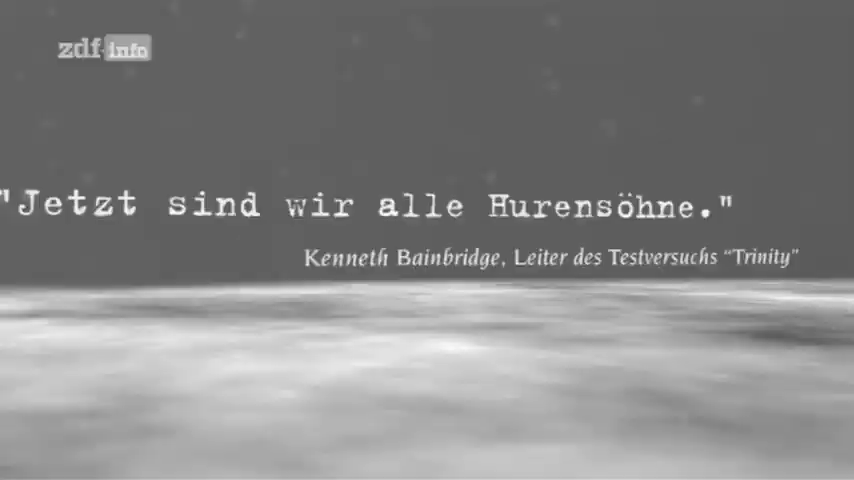 zdf info
"Jetzt sind wir alle Hurensöhne."
Kenneth Bainbridge, Leiter des Testversuchs “Trinity”